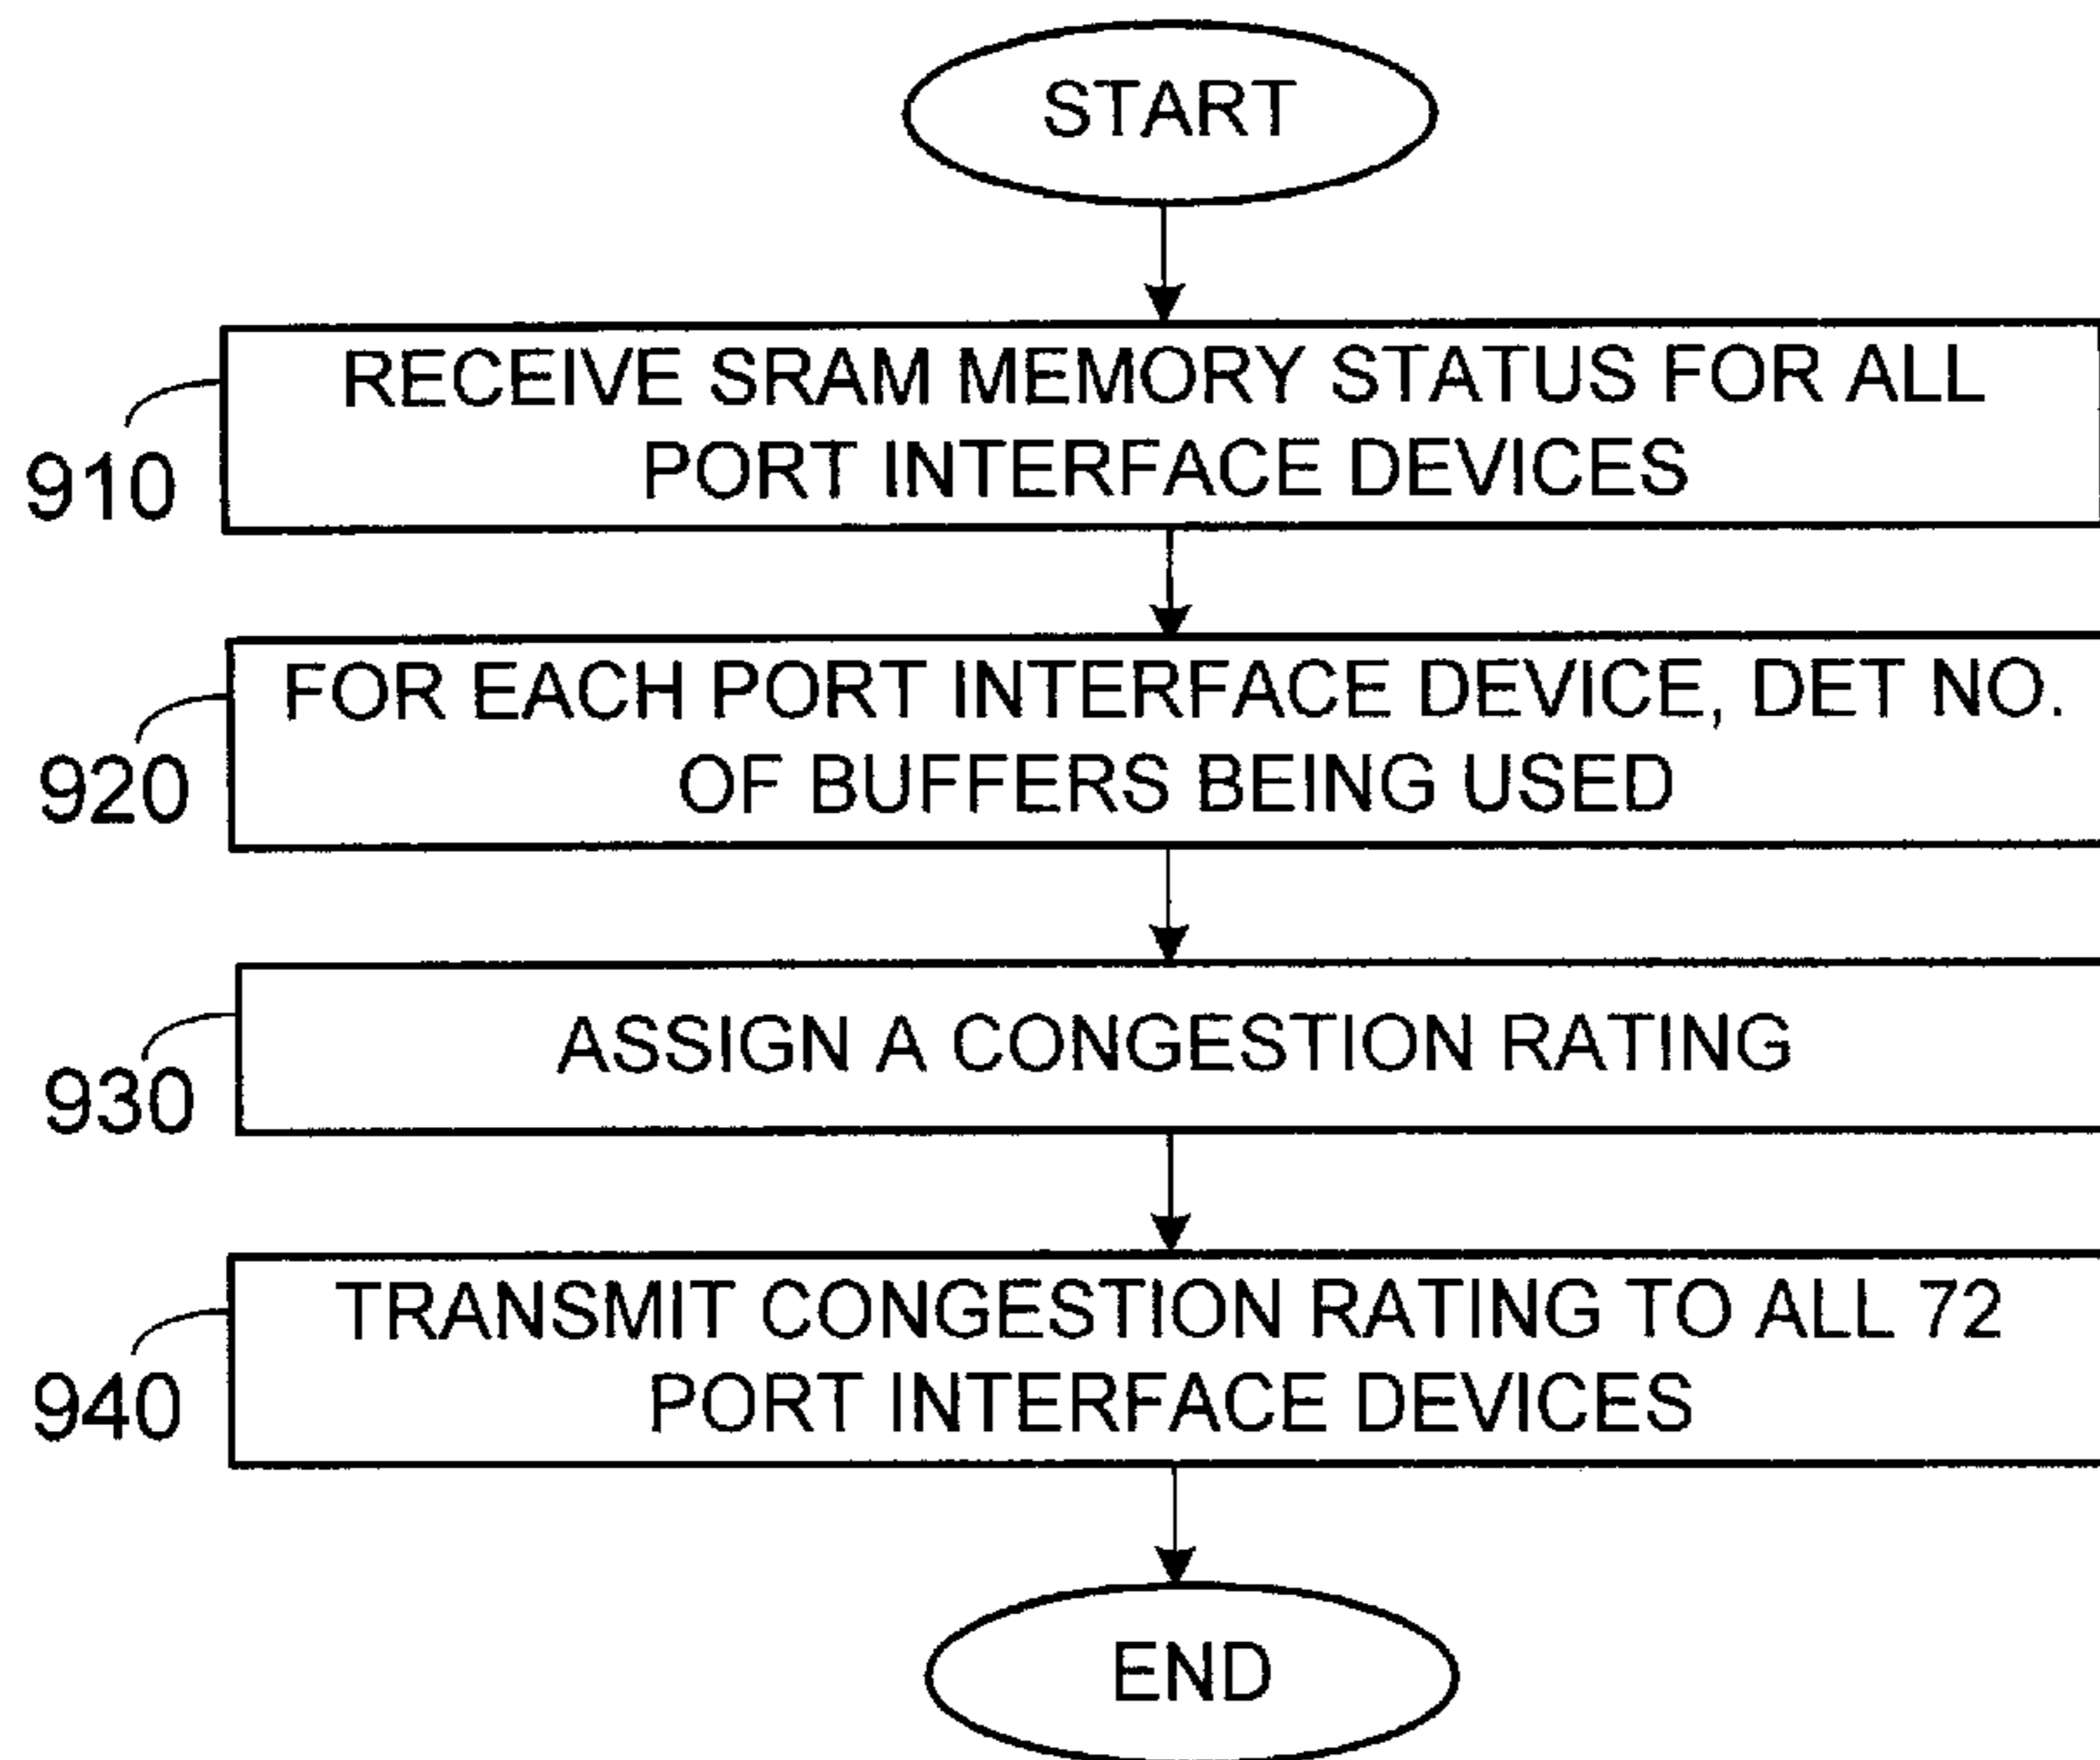 START
RECEIVE SRAM MEMORY STATUS FOR ALL
PORT INTERFACE DEVICES
910
FOR EACH PORT INTERFACE DEVICE, DET NO.
OF BUFFERS BEING USED
920
ASSIGN A CONGESTION RATING
930
TRANSMIT CONGESTION RATING TO ALL 72
PORT INTERFACE DEVICES
940
END